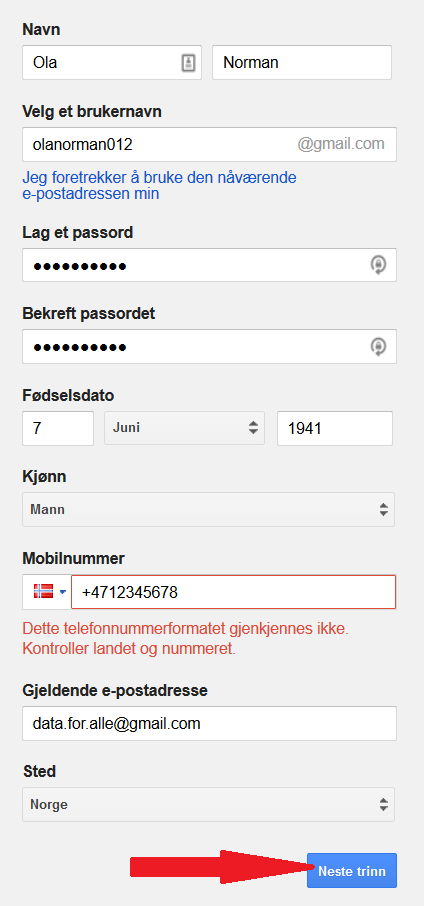 Navn
Ola Norman
Velg et brukernavn
olanorman012 @gmail.com
Jeg foretrekker å bruke den nåværende
e-postadressen min
Lag et passord
●●●●●●●●●●
Bekreft passordet
●●●●●●●●●●
Fødselsdato
7 Juni 1941
Kjønn
Mann
Mobilnummer
+4712345678
Dette telefonnummerformatet gjenkjennes ikke.
Kontroller landet og nummeret.
Gjeldende e-postadresse
data.for.alle@gmail.com
Sted
Norge
Neste trinn